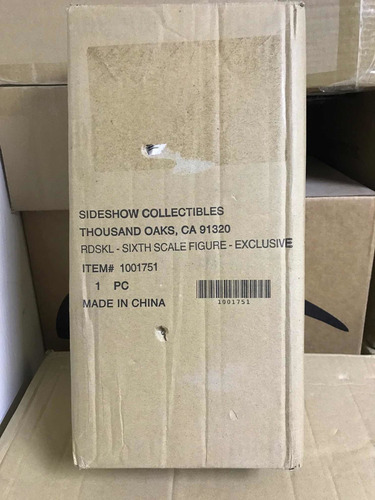 SIDESHOW COLLECTIBLES
THOUSAND OAKS, CA 91320
RDSKL - SIXTH SCALE FIGURE - EXCLUSIVE
ITEM# 1001751
1 PC
MADE IN CHINA
1001751